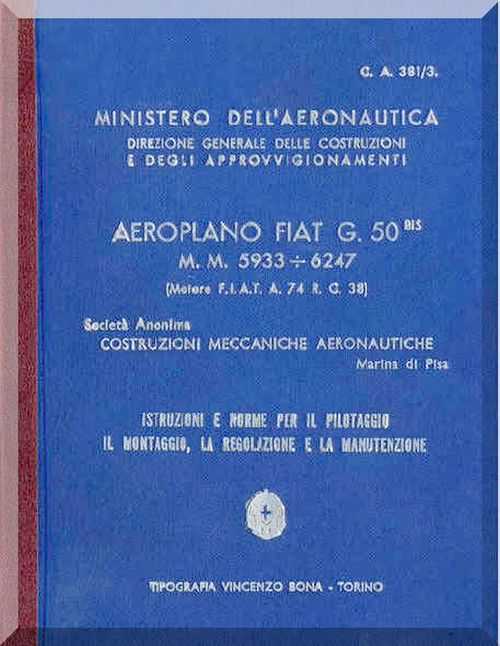 C. A. 381/3.
MINISTERO DELL'AERONAUTICA
DIREZIONE GENERALE DELLE COSTRUZIONI
E DEGLI APPROVVIGIONAMENTI
AEROPLANO FIAT G. 50 BIS
M. M. 5933 ÷ 6247
(Motore F.I.A.T. A. 74 R. C. 38)
Società Anonima
COSTRUZIONI MECCANICHE AERONAUTICHE
Marina di Pisa
ISTRUZIONI E NORME PER IL PILOTAGGIO
IL MONTAGGIO, LA REGOLAZIONE E LA MANUTENZIONE
TIPOGRAFIA VINCENZO BONA - TORINO